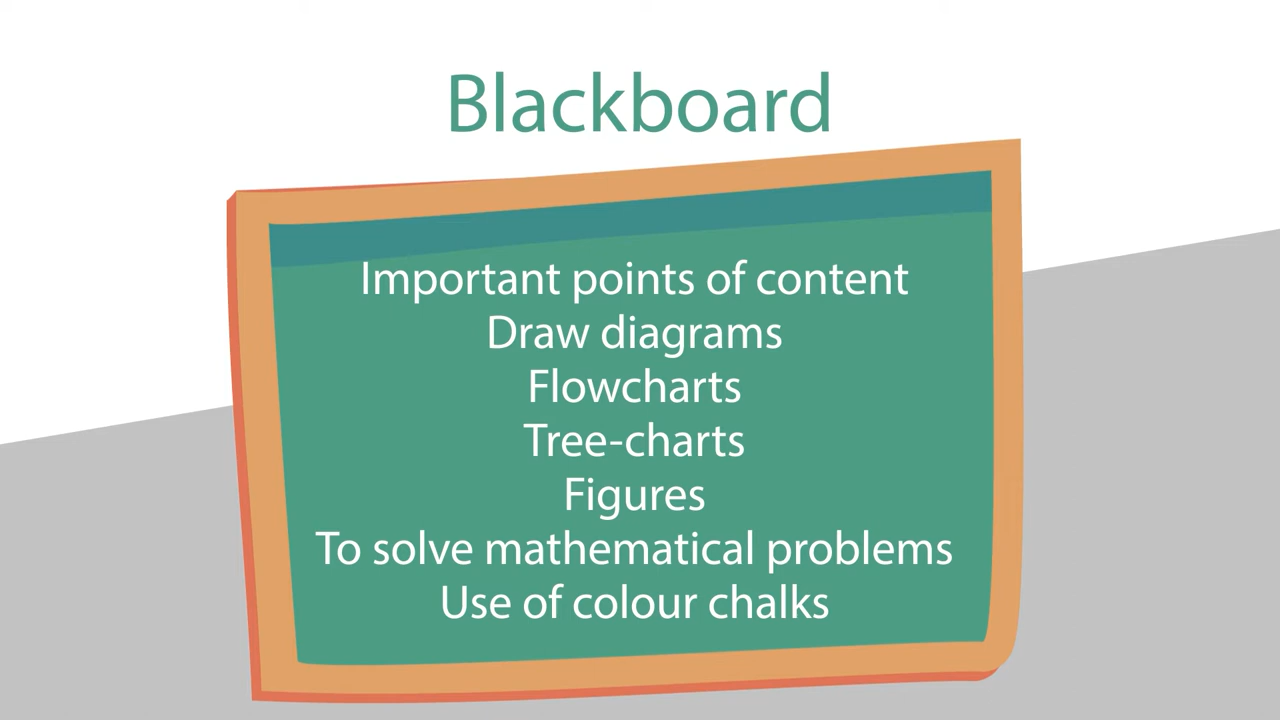 Blackboard
Important points of content
Draw diagrams
Flowcharts
Tree-charts
Figures
To solve mathematical problems
Use of colour chalks